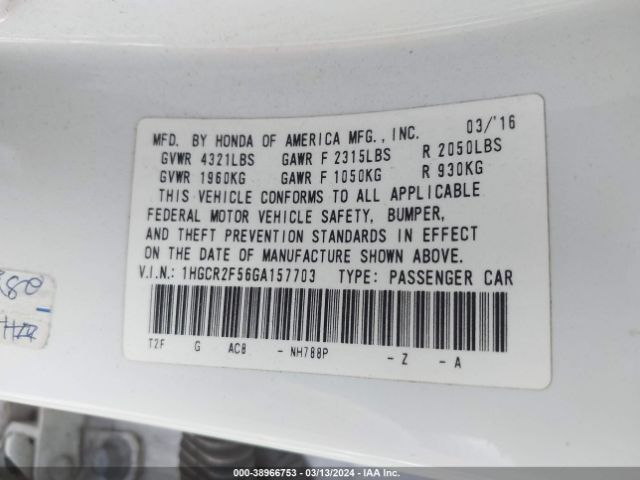 03/'16
MFD. BY HONDA OF AMERICA MFG., INC.
GVWR 4321LBS GAWR F 2315LBS R 2050LBS
GVWR 1960KG GAWR F 1050KG R 930KG
THIS VEHICLE CONFORMS TO ALL APPLICABLE
FEDERAL MOTOR VEHICLE SAFETY, BUMPER,
AND THEFT PREVENTION STANDARDS IN EFFECT
ON THE DATE OF MANUFACTURE SHOWN ABOVE.
V.I.N.: 1HGCR2F56GA157703 TYPE: PASSENGER CAR
T2F G AC8 - NH788P - Z - A
000-38966753 - 03/13/2024 - IAA Inc.